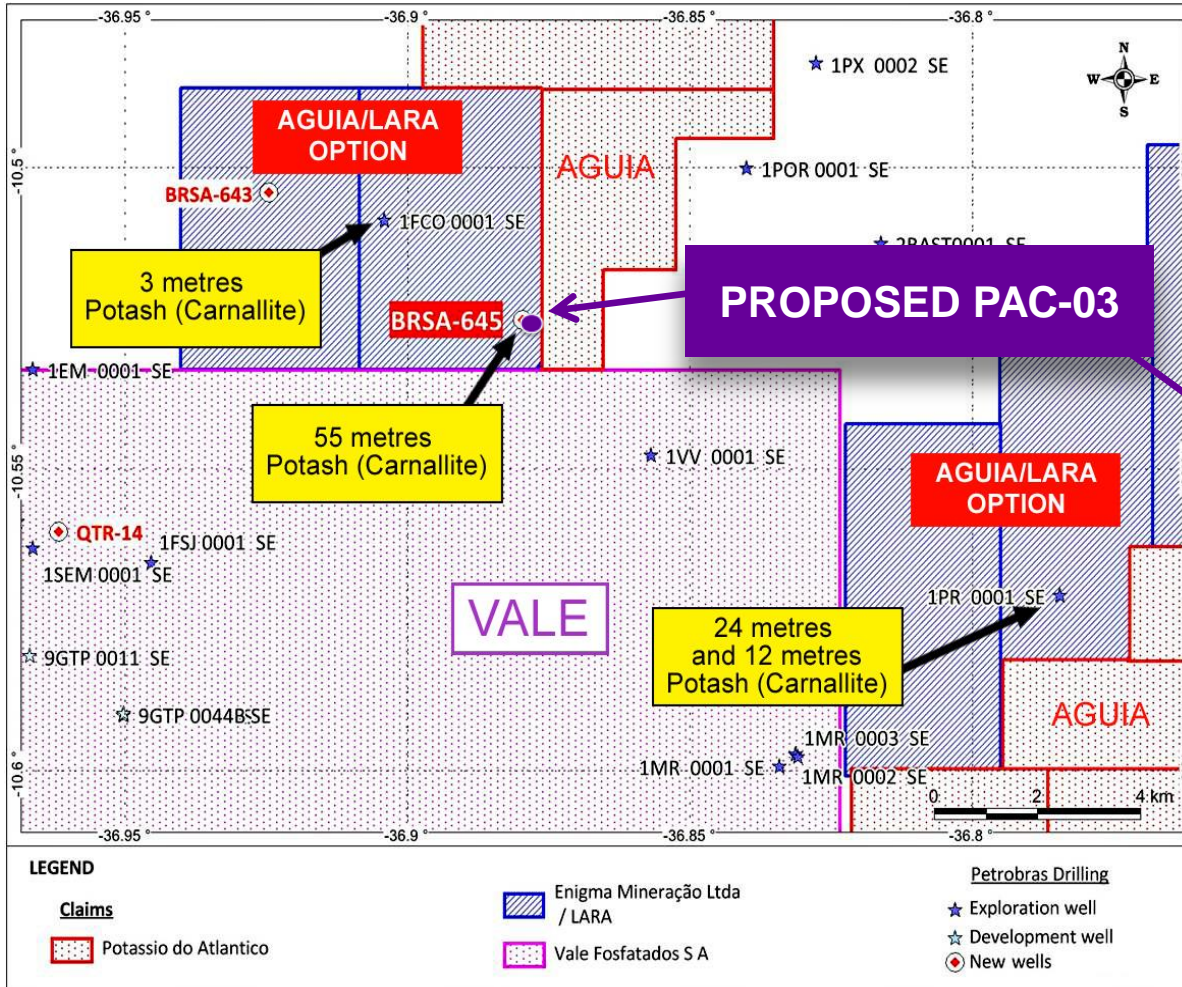 -36.95°
-36.9°
-36.85°
-36.8°
1PX 0002 SE
N
W E
S
AGUIA/LARA
OPTION
AGUIA
-10.5°
1POR 0001 SE
BRSA-643
1FCO 0001 SE
3 metres
Potash (Carnallite)
PROPOSED PAC-03
BRSA-645
1EM 0001 SE
55 metres
Potash (Carnallite)
1VV 0001 SE
-10.55°
AGUIA/LARA
OPTION
QTR-14
1FSJ 0001 SE
1SEM 0001 SE
VALE
1PR 0001 SE
24 metres
and 12 metres
Potash (Carnallite)
9GTP 0011 SE
9GTP 0044B SE
AGUIA
1MR 0003 SE
1MR 0001 SE
1MR 0002 SE
-10.6°
0 2 4 km
-36.95°
-36.9°
-36.85°
-36.8°
LEGEND
Claims
Potassio do Atlantico
Enigma Mineração Ltda
/ LARA
Vale Fosfatados S A
Petrobras Drilling
Exploration well
Development well
New wells